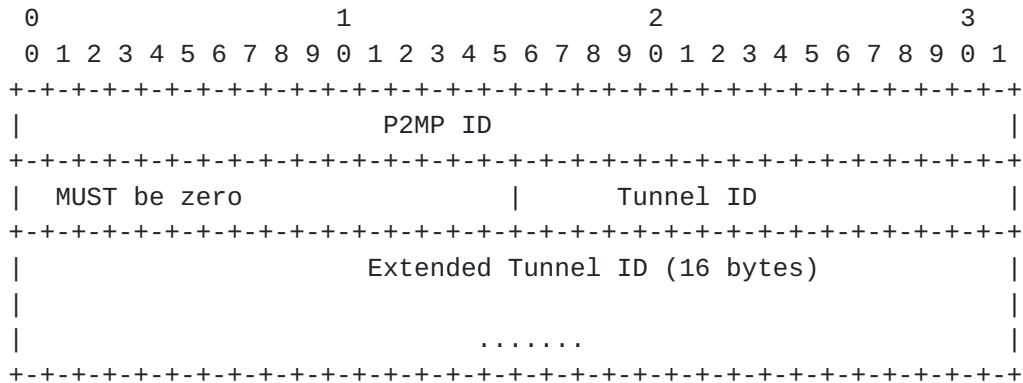 0                   1                   2                   3
 0 1 2 3 4 5 6 7 8 9 0 1 2 3 4 5 6 7 8 9 0 1 2 3 4 5 6 7 8 9 0 1
+-+-+-+-+-+-+-+-+-+-+-+-+-+-+-+-+-+-+-+-+-+-+-+-+-+-+-+-+-+-+-+-+
|                       P2MP ID                                 |
+-+-+-+-+-+-+-+-+-+-+-+-+-+-+-+-+-+-+-+-+-+-+-+-+-+-+-+-+-+-+-+-+
|  MUST be zero                 |      Tunnel ID                |
+-+-+-+-+-+-+-+-+-+-+-+-+-+-+-+-+-+-+-+-+-+-+-+-+-+-+-+-+-+-+-+-+
|                      Extended Tunnel ID (16 bytes)            |
|                                                               |
|                             .......                           |
+-+-+-+-+-+-+-+-+-+-+-+-+-+-+-+-+-+-+-+-+-+-+-+-+-+-+-+-+-+-+-+-+